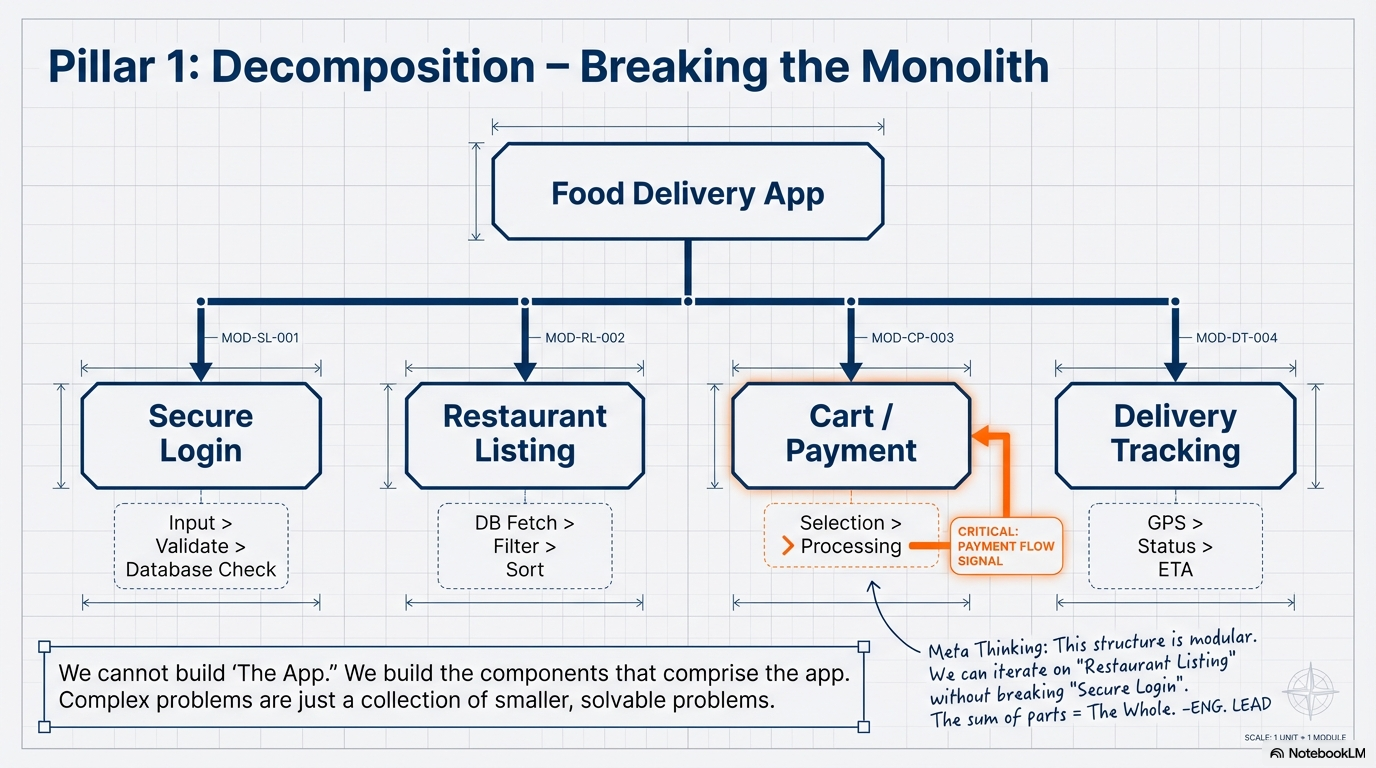 Pillar 1: Decomposition – Breaking the Monolith
Food Delivery App
MOD-SL-001
MOD-RL-002
MOD-CP-003
MOD-DT-004
Secure
Login
Restaurant
Listing
Cart /
Payment
Delivery
Tracking
Input >
Validate >
Database Check
DB Fetch >
Filter >
Sort
Selection >
Processing
CRITICAL:
PAYMENT FLOW
SIGNAL
GPS >
Status >
ETA
We cannot build ‘The App.” We build the components that comprise the app.
Complex problems are just a collection of smaller, solvable problems.
Meta Thinking: This structure is modular.
We can iterate on "Restaurant Listing"
without breaking "Secure Login".
The sum of parts = The Whole. –ENG. LEAD
SCALE: 1 UNIT + 1 MODULE
NotebookLM